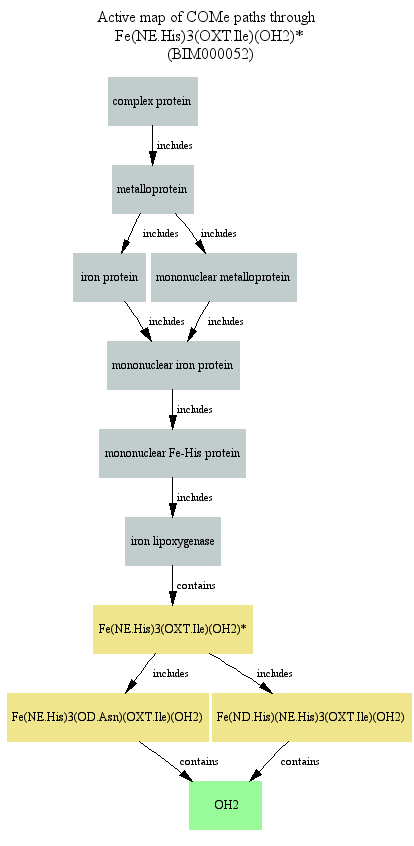 Active map of COMe paths through
Fe(NE.His)3(OXT.Ile)(OH2)*
(BIM000052)
complex protein
includes
metalloprotein
includes
includes
iron protein
mononuclear metalloprotein
includes
includes
mononuclear iron protein
includes
mononuclear Fe-His protein
includes
iron lipoxygenase
contains
Fe(NE.His)3(OXT.Ile)(OH2)*
includes
includes
Fe(NE.His)3(OD.Asn)(OXT.Ile)(OH2)
Fe(ND.His)(NE.His)3(OXT.Ile)(OH2)
contains
contains
OH2